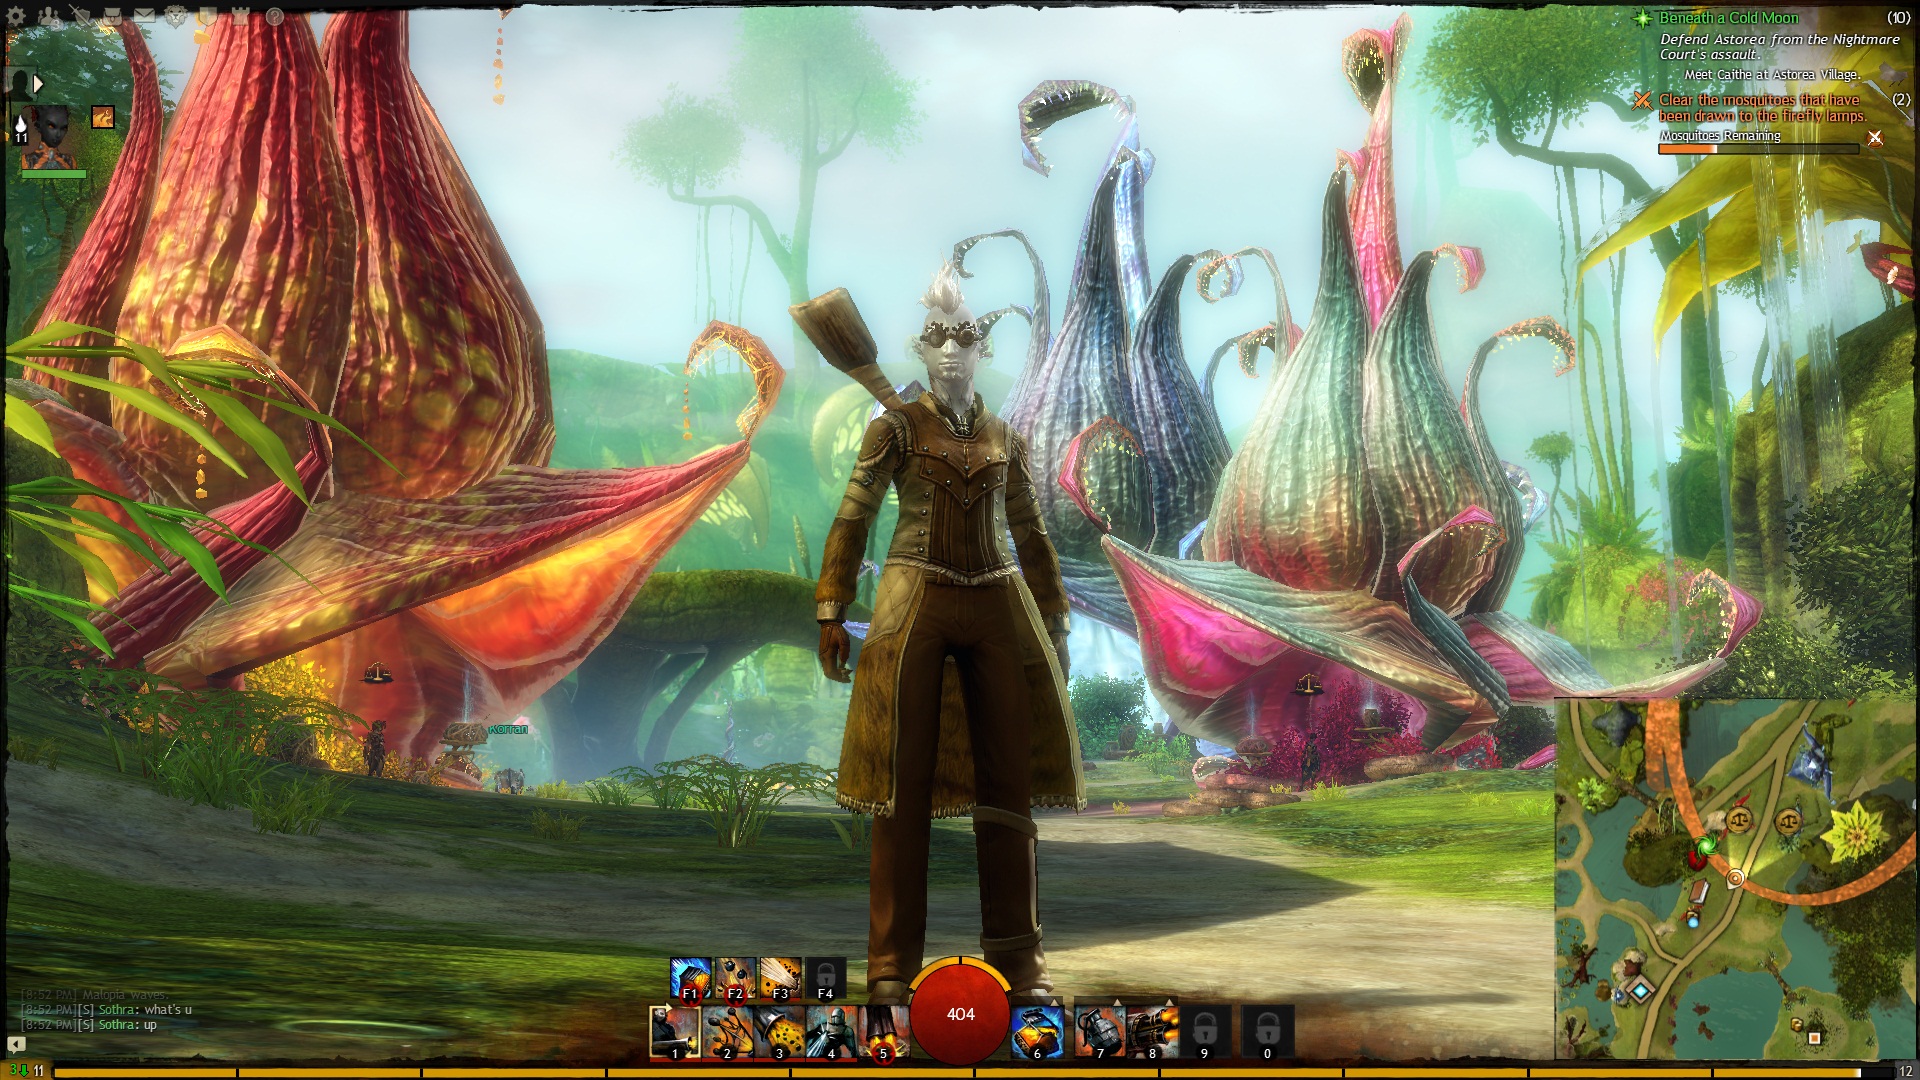 Beneath a Cold Moon (10)
Defend Astorea from the Nightmare
Court's assault.
Meet Caithe at Astorea Village.
Clear the mosquitoes that have (2)
been drawn to the firefly lamps.
Mosquitoes Remaining
3
11
Korran
[8:52 PM] Malopia waves.
[8:52 PM][S] Sothra: what's u
[8:52 PM][S] Sothra: up
F1 F2 F3 F4
404
1 2 3 4 5 6 7 8 9 0
3 11 12